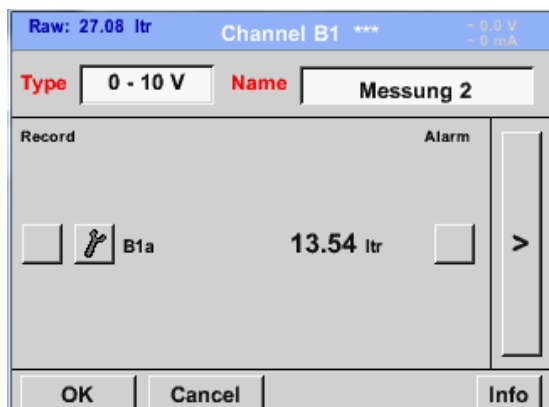 Raw: 27.08 ltr Channel B1 *** ~ 0.0 V
~ 0 mA
Type 0 - 10 V Name Messung 2
Record Alarm
B1a 13.54 ltr >
OK Cancel Info